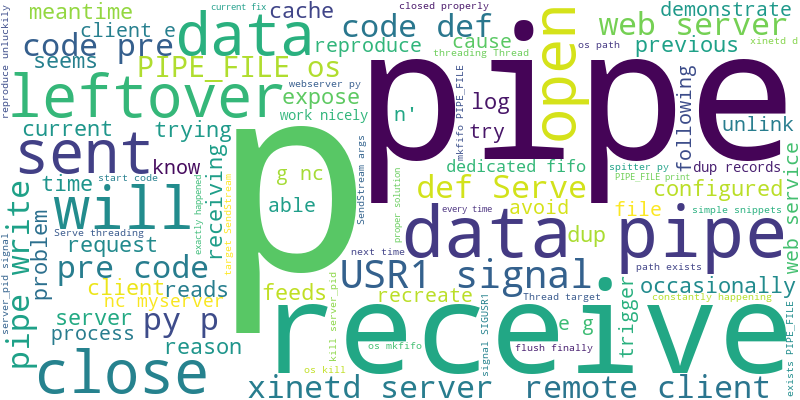 current fix
closed properly
demonstrate
meantime
cache
client e
data
code def
web server
code pre
reproduce
cause
os path
previous
xinetd d
reproduce unluckily
seems
PIPE_FILE os
threading Thread
pipe
open
leftover
webserver py
expose
n'
log
mkfifo PIPE_FILE
following
work nicely
try
unlink
current
trying
p
sent
know
receiving
g nc
dedicated fifo
spitter py
dup records
PIPE_FILE print
web service
start code
def Serve
configured
time
will
able
SendStream args
avoid
file
simple snippets
exactly happened
target SendStream
proper solution
every time
data pipe
dup
Serve threading
request
problem
pipe write
server_pid signal
next time
path exists
pre code
USR1 signal
occasionally
client
reads
feeds
recreate
Thread target
constantly happening
nc myserver
receive
server
py p
os mkfifo
signal SIGUSR1
e g
trigger
process
reason
kill server_pid
flush finally
exists PIPE_FILE
close
os kill
xinetd server
remote client